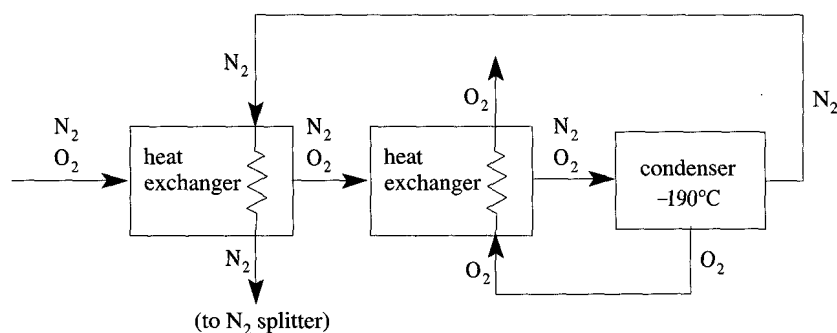 N₂
N₂
O₂
heat
exchanger
N₂
N₂
O₂
(to N₂ splitter)
O₂
heat
exchanger
O₂
N₂
O₂
condenser
–190°C
O₂
N₂